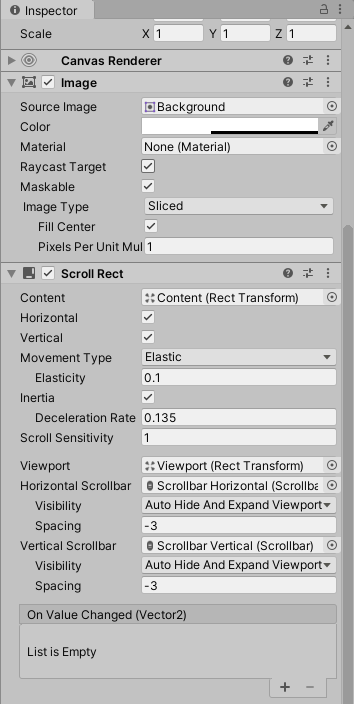 Inspector
Scale X 1 Y 1 Z 1
Canvas Renderer
Image
Source Image Background
Color
Material None (Material)
Raycast Target
Maskable
Image Type Sliced
Fill Center
Pixels Per Unit Mul 1
Scroll Rect
Content Content (Rect Transform)
Horizontal
Vertical
Movement Type Elastic
Elasticity 0.1
Inertia
Deceleration Rate 0.135
Scroll Sensitivity 1
Viewport Viewport (Rect Transform)
Horizontal Scrollbar Scrollbar Horizontal (Scrollba
Visibility Auto Hide And Expand Viewport
Spacing -3
Vertical Scrollbar Scrollbar Vertical (Scrollbar)
Visibility Auto Hide And Expand Viewport
Spacing -3
On Value Changed (Vector2)
List is Empty